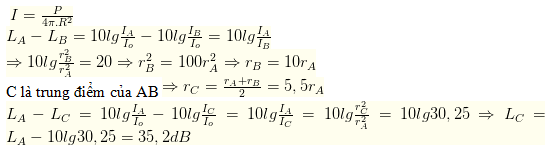 I = P/4π.R²
L_A − L_B = 10lg I_A/I_o − 10lg I_B/I_o = 10lg I_A/I_B
⇒ 10lg r_B²/r_A² = 20 ⇒ r_B² = 100r_A² ⇒ r_B = 10r_A
C là trung điểm của AB ⇒ r_C = (r_A+r_B)/2 = 5,5r_A
L_A − L_C = 10lg I_A/I_o − 10lg I_C/I_o = 10lg I_A/I_C = 10lg r_C²/r_A² = 10lg30,25 ⇒ L_C =
L_A − 10lg30,25 = 35,2dB